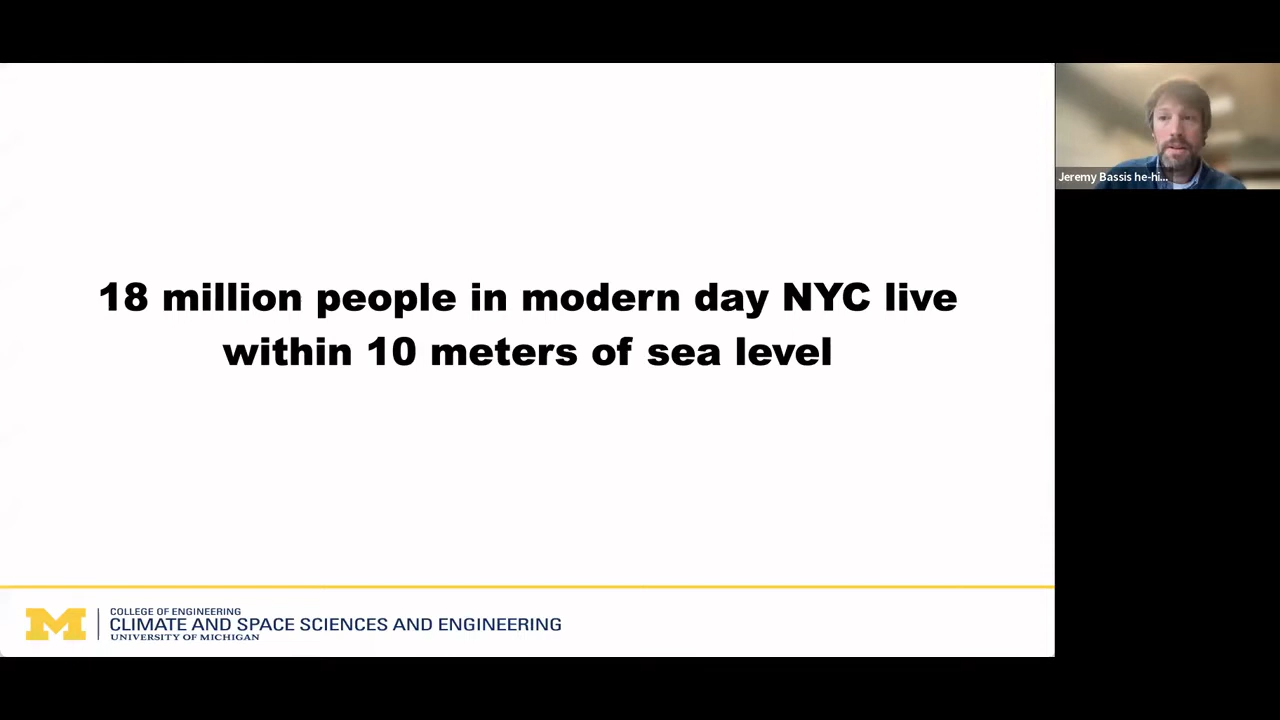 18 million people in modern day NYC live
within 10 meters of sea level
Jeremy Bassis he-hi...
M
COLLEGE OF ENGINEERING
CLIMATE AND SPACE SCIENCES AND ENGINEERING
UNIVERSITY OF MICHIGAN